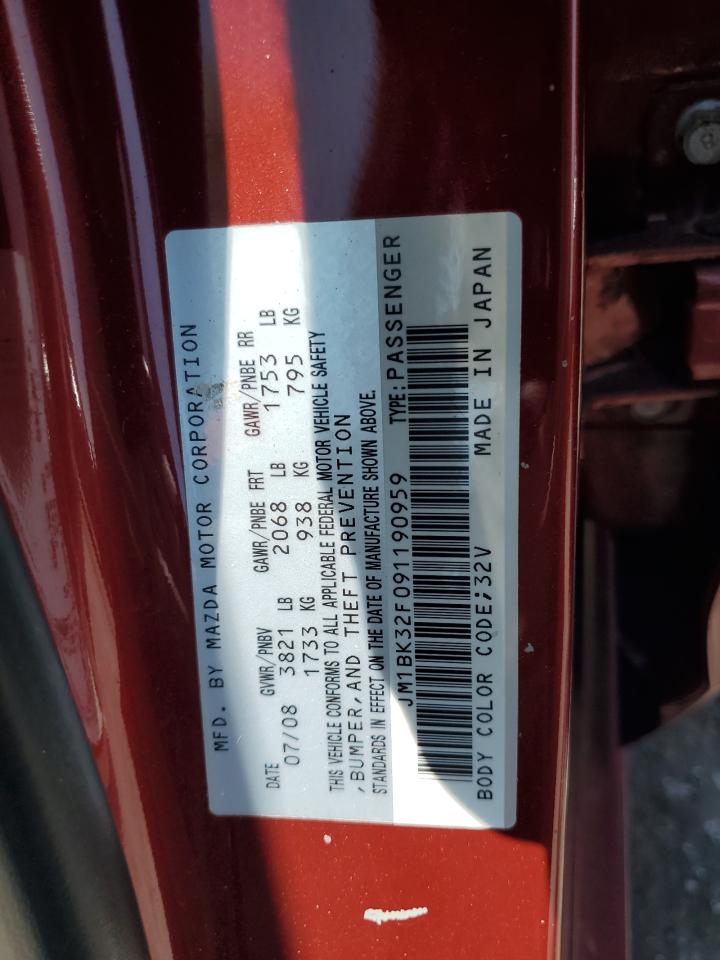 MFD. BY MAZDA MOTOR CORPORATION
DATE GVWR/PNBV GAWR/PNBE FRT GAWR/PNBE RR
07/08 3821 LB 2068 LB 1753 LB
1733 KG 938 KG 795 KG
THIS VEHICLE CONFORMS TO ALL APPLICABLE FEDERAL MOTOR VEHICLE SAFETY
,BUMPER,AND THEFT PREVENTION
STANDARDS IN EFFECT ON THE DATE OF MANUFACTURE SHOWN ABOVE.
JM1BK32F091190959 TYPE:PASSENGER
BODY COLOR CODE;32V MADE IN JAPAN